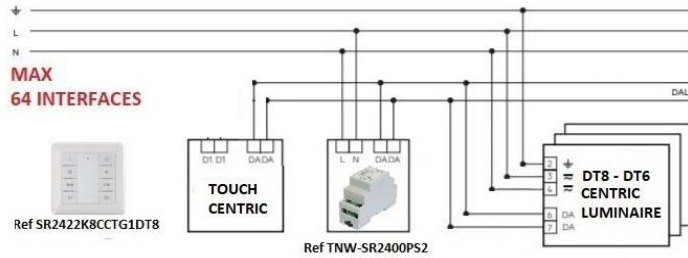 L
N
MAX
64 INTERFACES
DAL
D1 D1 DA DA
TOUCH
CENTRIC
L N DA DA
2
3
4
6 DA
7 DA
DT8 - DT6
CENTRIC
LUMINAIRE
Ref SR2422K8CCTG1DT8
Ref TNW-SR2400PS2